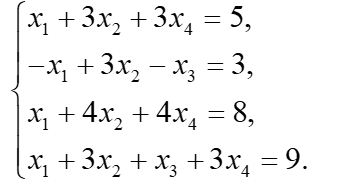 x₁ + 3x₂ + 3x₄ = 5,
−x₁ + 3x₂ − x₃ = 3,
x₁ + 4x₂ + 4x₄ = 8,
x₁ + 3x₂ + x₃ + 3x₄ = 9.